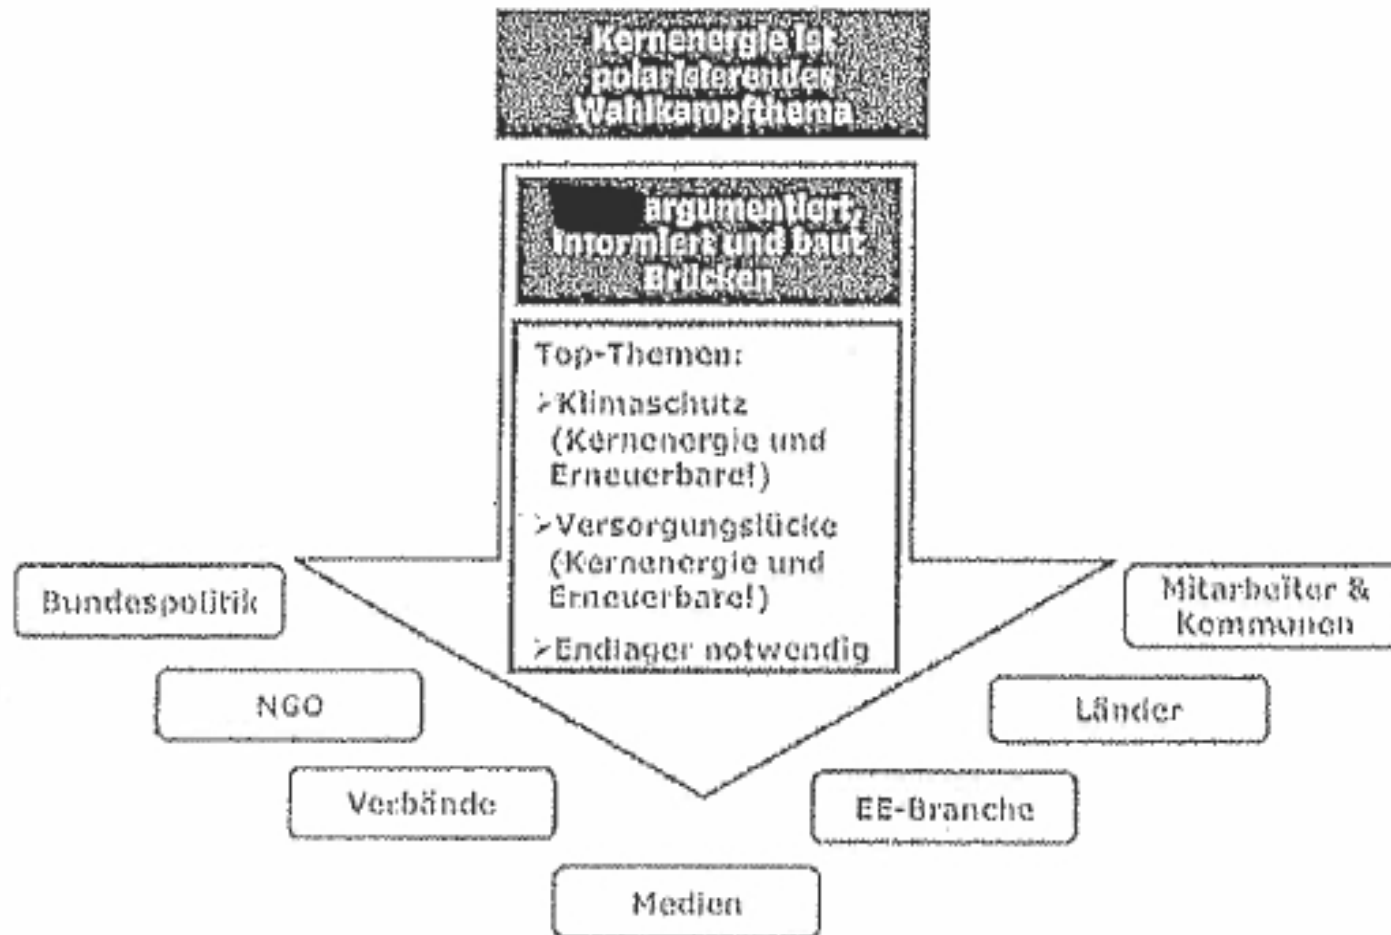 Kernenergie ist
polarisierendes
Wahlkampfthema
argumentiert,
informiert und baut
Brücken
Top-Themen:
➢Klimaschutz
(Kernenergie und
Erneuerbare!)
➢Versorgungslücke
(Kernenergie und
Erneuerbare!)
➢Endlager notwendig
Bundespolitik
NGO
Verbände
Medien
EE-Branche
Länder
Mitarbeiter &
Kommunen